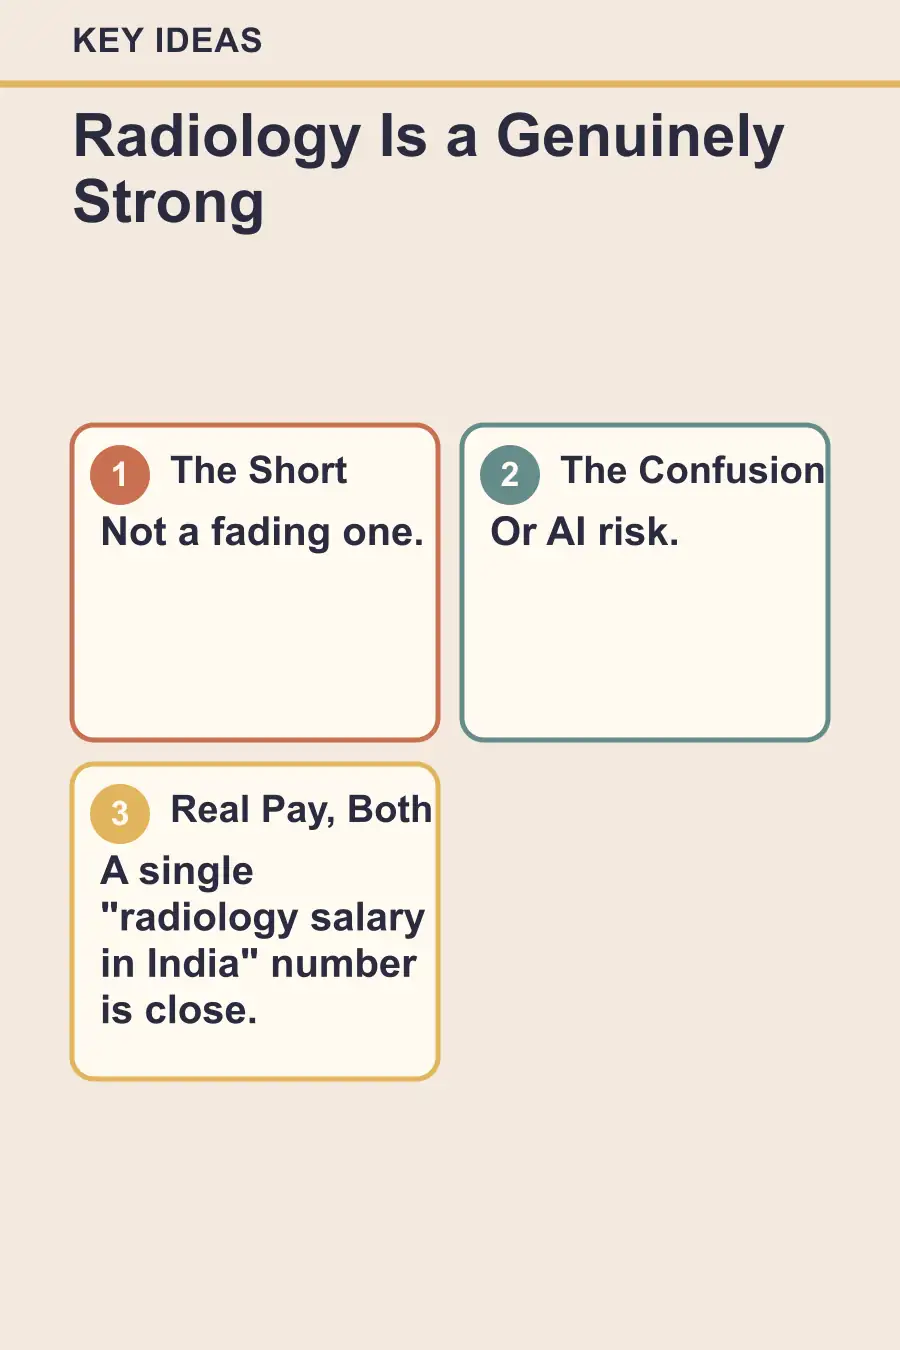 KEY IDEAS
Radiology Is a Genuinely
Strong
1
The Short
Not a fading one.
2
The Confusion
Or AI risk.
3
Real Pay, Both
A single
"radiology salary
in India" number
is close.